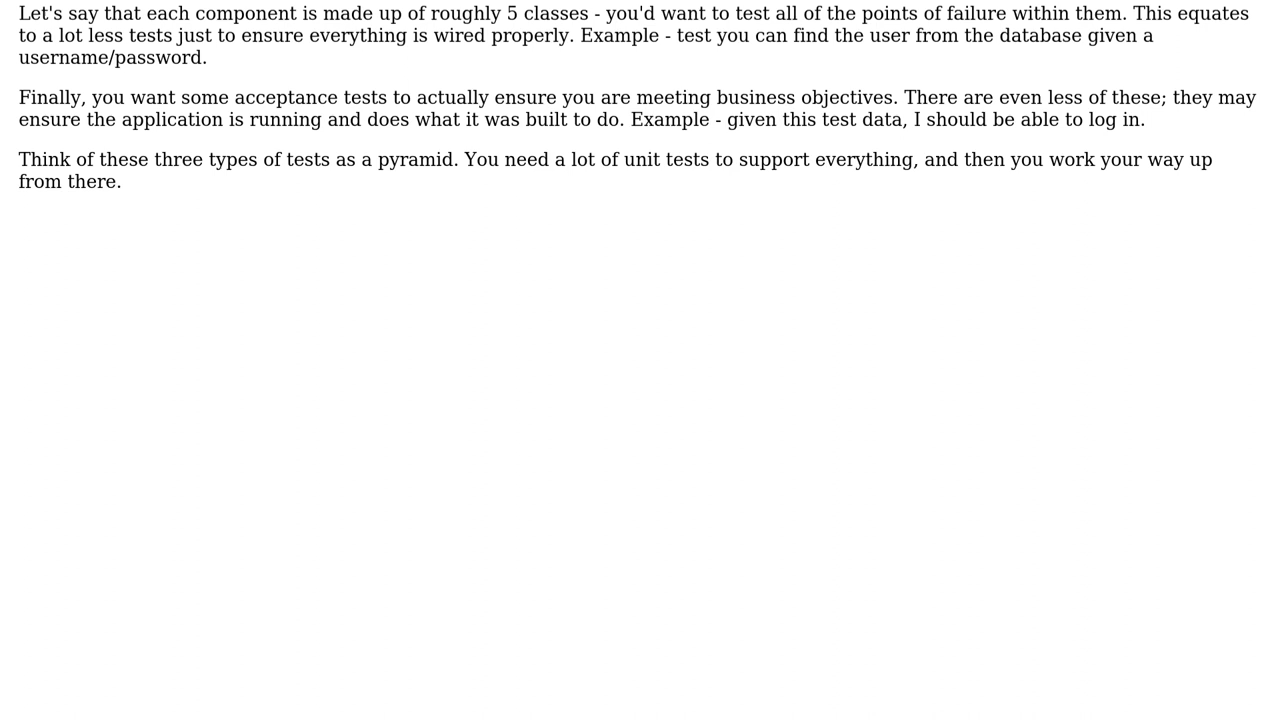 Let's say that each component is made up of roughly 5 classes - you'd want to test all of the points of failure within them. This equates
to a lot less tests just to ensure everything is wired properly. Example - test you can find the user from the database given a
username/password.
Finally, you want some acceptance tests to actually ensure you are meeting business objectives. There are even less of these; they may
ensure the application is running and does what it was built to do. Example - given this test data, I should be able to log in.
Think of these three types of tests as a pyramid. You need a lot of unit tests to support everything, and then you work your way up
from there.